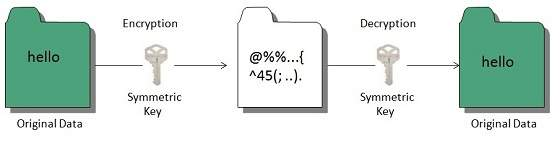 Encryption
Decryption
hello
@%%...{
^45(; ..).
hello
Symmetric
Key
Symmetric
Key
Original Data
Original Data